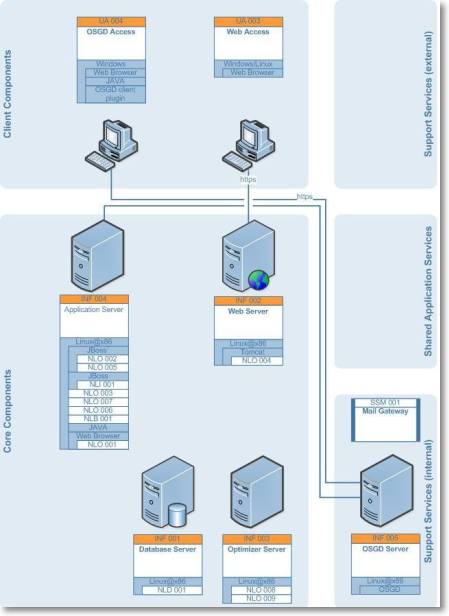 UA 004
OSGD Access
Windows
Web Browser
JAVA
OSGD client
plugin
UA 003
Web Access
Windows/Linux
Web Browser
Client Components
Support Services (external)
https
https
INF 004
Application Server
Linux@x86
JBoss
NLO 002
NLO 005
JBoss
NLI 001
NLO 003
NLO 007
NLO 006
NLB 001
JAVA
Web Browser
NLO 001
INF 002
Web Server
Linux@x86
Tomcat
NLO 004
Shared Application Services
Core Components
SSM 001
Mail Gateway
Support Services (internal)
INF 001
Database Server
Linux@x86
NLD 001
INF 003
Optimizer Server
Linux@x86
NLO 008
NLO 009
INF 005
OSGD Server
Linux@x86
OSGD